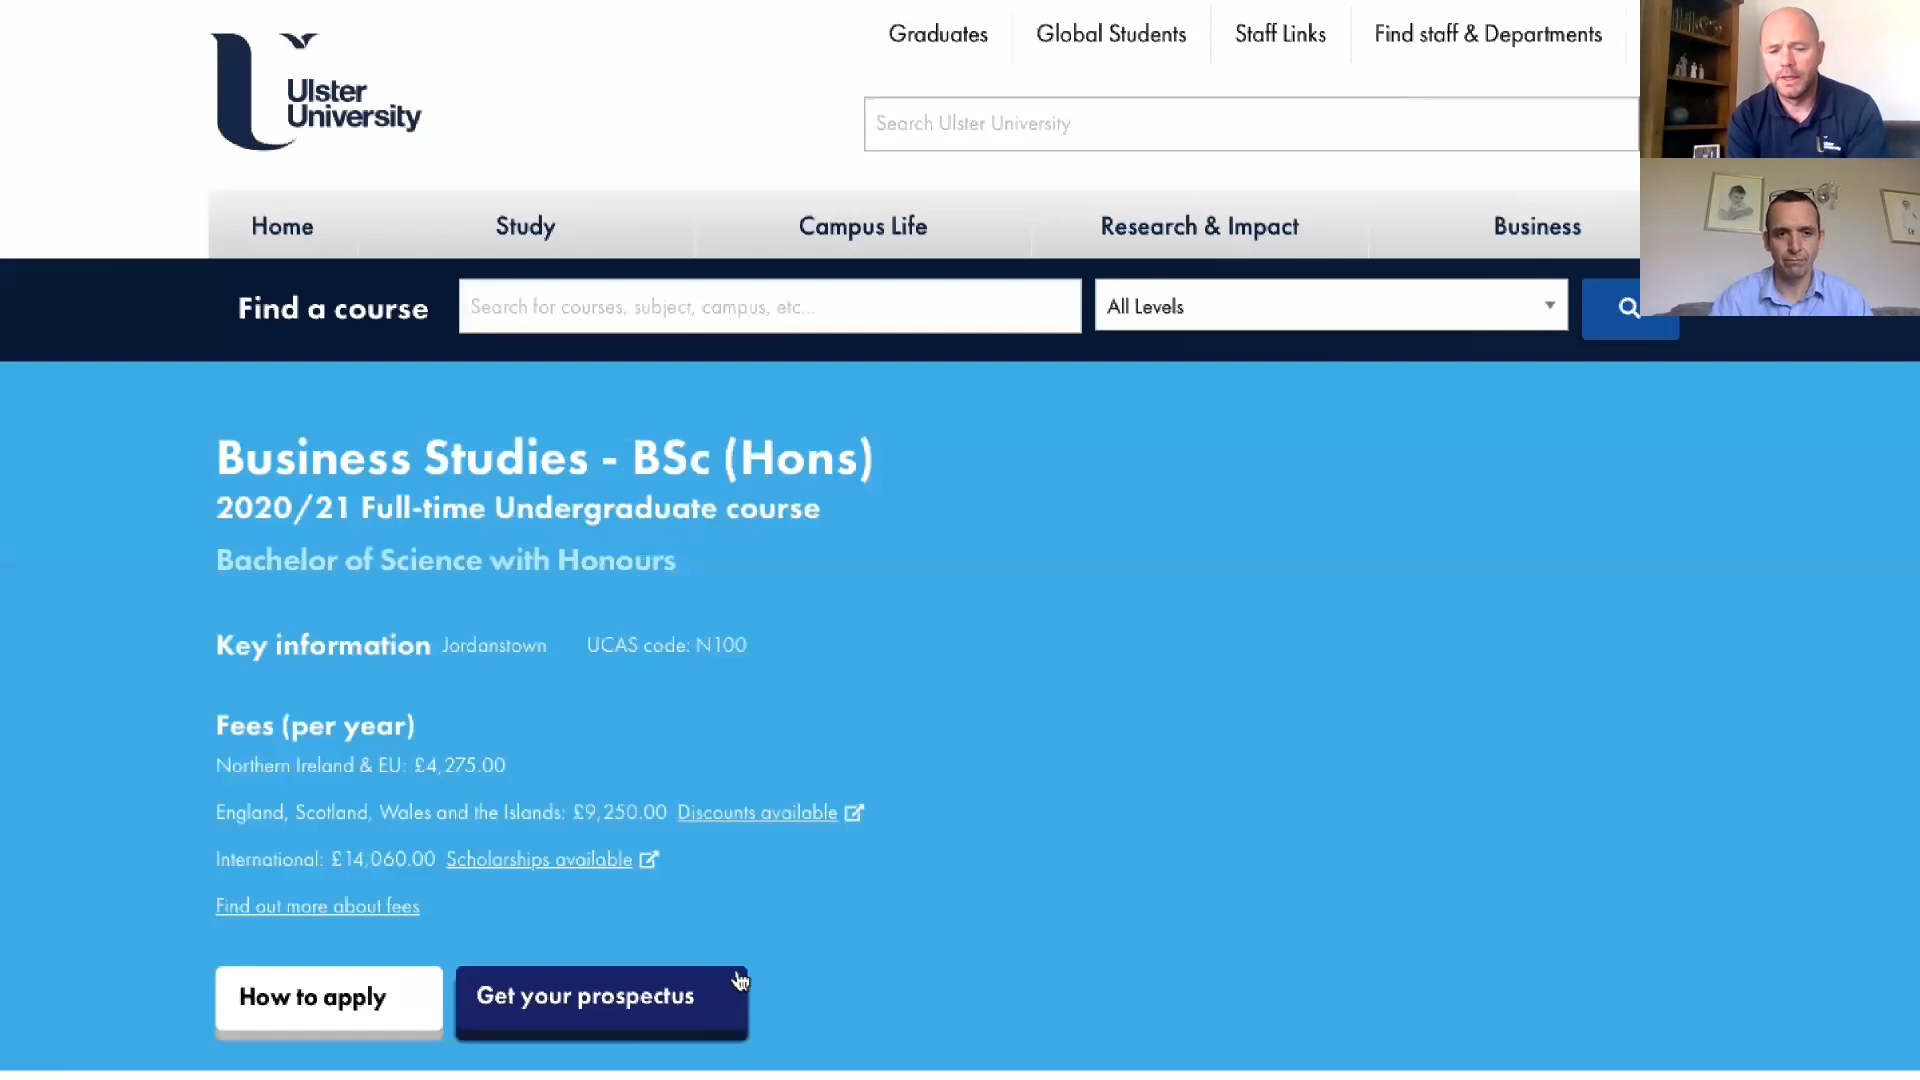 Graduates
Global Students
Staff Links
Find staff & Departments
Ulster
University
Search Ulster University
Home
Study
Campus Life
Research & Impact
Business
Find a course
Search for courses, subject, campus, etc...
All Levels
Business Studies - BSc (Hons)
2020/21 Full-time Undergraduate course
Bachelor of Science with Honours
Key information Jordanstown UCAS code: N100
Fees (per year)
Northern Ireland & EU: £4,275.00
England, Scotland, Wales and the Islands: £9,250.00 Discounts available
International: £14,060.00 Scholarships available
Find out more about fees
How to apply
Get your prospectus